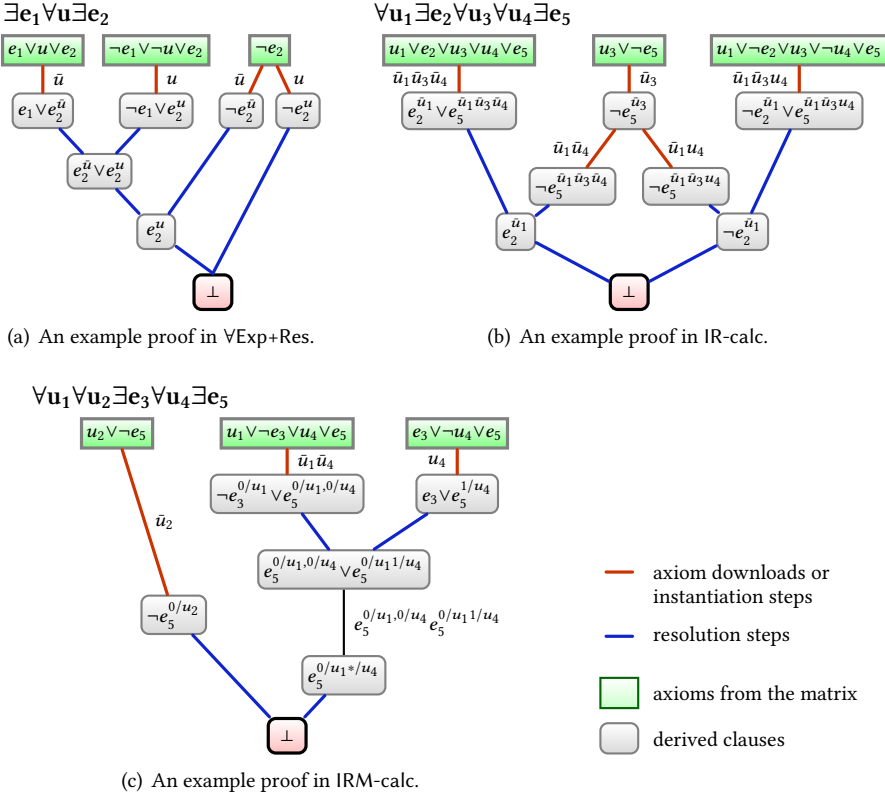 ∃e₁∀u∃e₂
e₁∨u∨e₂
¬e₁∨¬u∨e₂
¬e₂
ū
u
ū
u
e₁∨e₂^ū
¬e₁∨e₂^u
¬e₂^ū
¬e₂^u
e₂^ū∨e₂^u
e₂^u
⊥
(a) An example proof in ∀Exp+Res.
∀u₁∃e₂∀u₃∀u₄∃e₅
u₁∨e₂∨u₃∨u₄∨e₅
u₃∨¬e₅
u₁∨¬e₂∨u₃∨¬u₄∨e₅
ū₁ū₃ū₄
ū₃
ū₁ū₃u₄
e₂^ū₁∨e₅^ū₁ū₃ū₄
¬e₅^ū₃
¬e₂^ū₁∨e₅^ū₁ū₃u₄
ū₁ū₄
ū₁u₄
¬e₅^ū₁ū₃ū₄
¬e₅^ū₁ū₃u₄
e₂^ū₁
¬e₂^ū₁
⊥
(b) An example proof in IR-calc.
∀u₁∀u₂∃e₃∀u₄∃e₅
u₂∨¬e₅
u₁∨¬e₃∨u₄∨e₅
e₃∨¬u₄∨e₅
ū₁ū₄
u₄
¬e₃^0/u₁∨e₅^0/u₁,0/u₄
e₃∨e₅^1/u₄
ū₂
e₅^0/u₁,0/u₄∨e₅^0/u₁1/u₄
¬e₅^0/u₂
e₅^0/u₁,0/u₄e₅^0/u₁1/u₄
e₅^0/u₁*/u₄
⊥
(c) An example proof in IRM-calc.
axiom downloads or
instantiation steps
resolution steps
axioms from the matrix
derived clauses